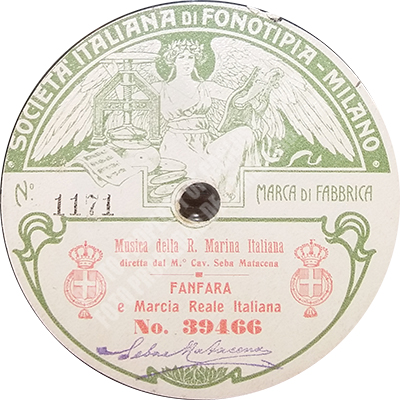 · SOCIETÀ ITALIANA DI FONOTIPIA - MILANO ·
No. 1171
MARCA DI FABBRICA
Musica della R. Marina Italiana
diretta dal M.º Cav. Seba Matacena
FANFARA
e Marcia Reale Italiana
No. 39466
Seba Matacena